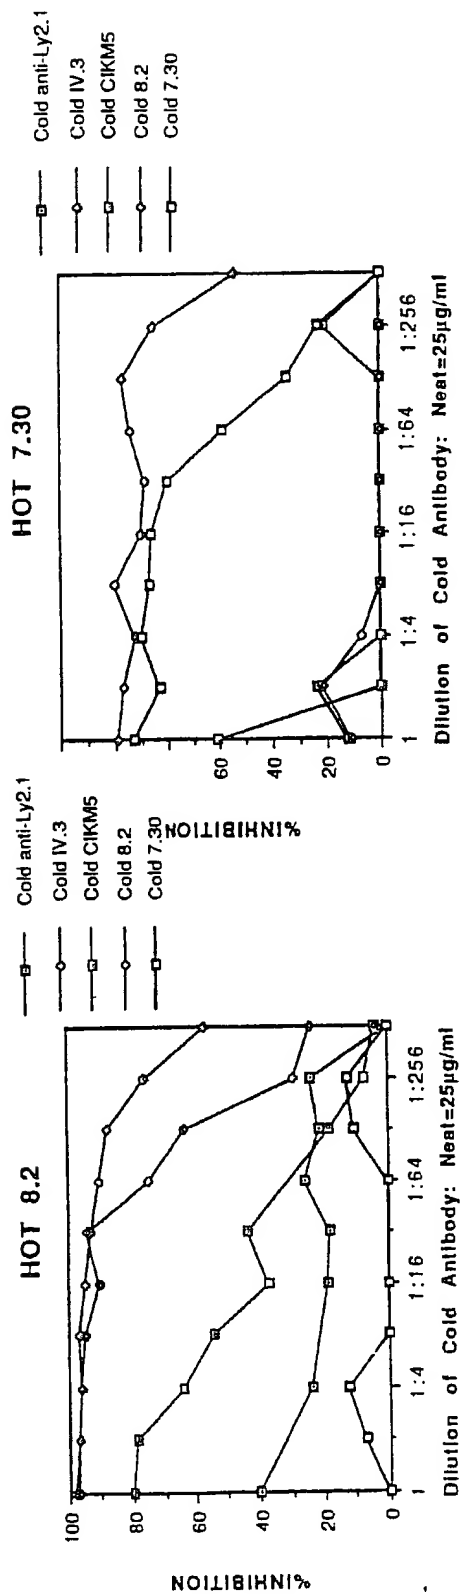 HOT 8.2
Cold anti-Ly2.1
Cold IV.3
Cold CIKM5
Cold 8.2
Cold 7.30
%INHIBITION
100
80
60
40
20
0
1
1:4
1:16
1:64
1:256
Dilution of Cold Antibody: Neat=25µg/ml
HOT 7.30
Cold anti-Ly2.1
Cold IV.3
Cold CIKM5
Cold 8.2
Cold 7.30
%INHIBITION
60
40
20
0
1
1:4
1:16
1:64
1:256
Dilution of Cold Antibody: Neat=25µg/ml